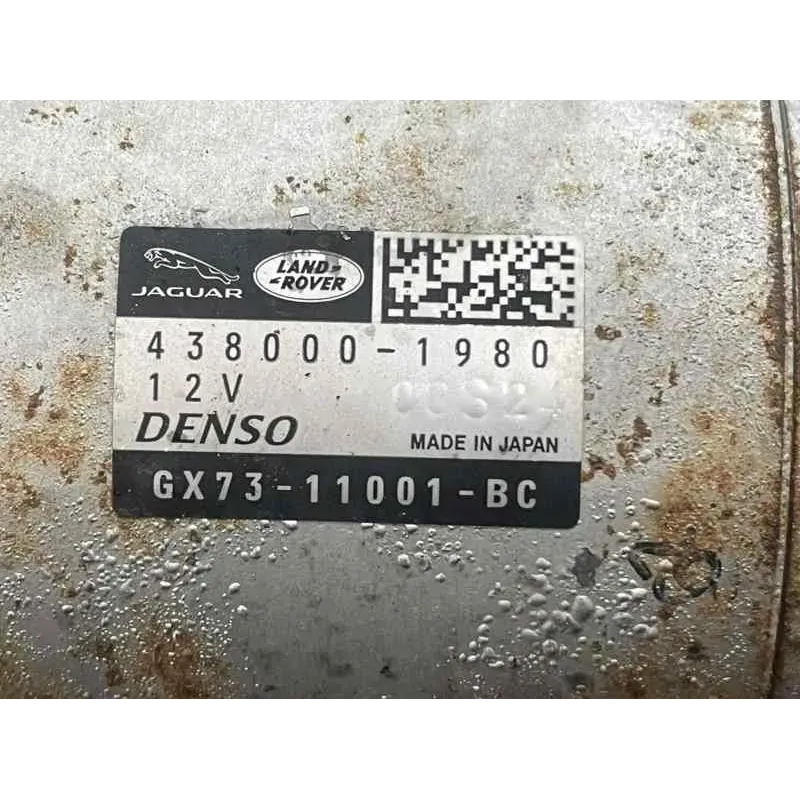 JAGUAR
LAND-
-ROVER
438000-1980
12V
DENSO
MADE IN JAPAN
GX73-11001-BC